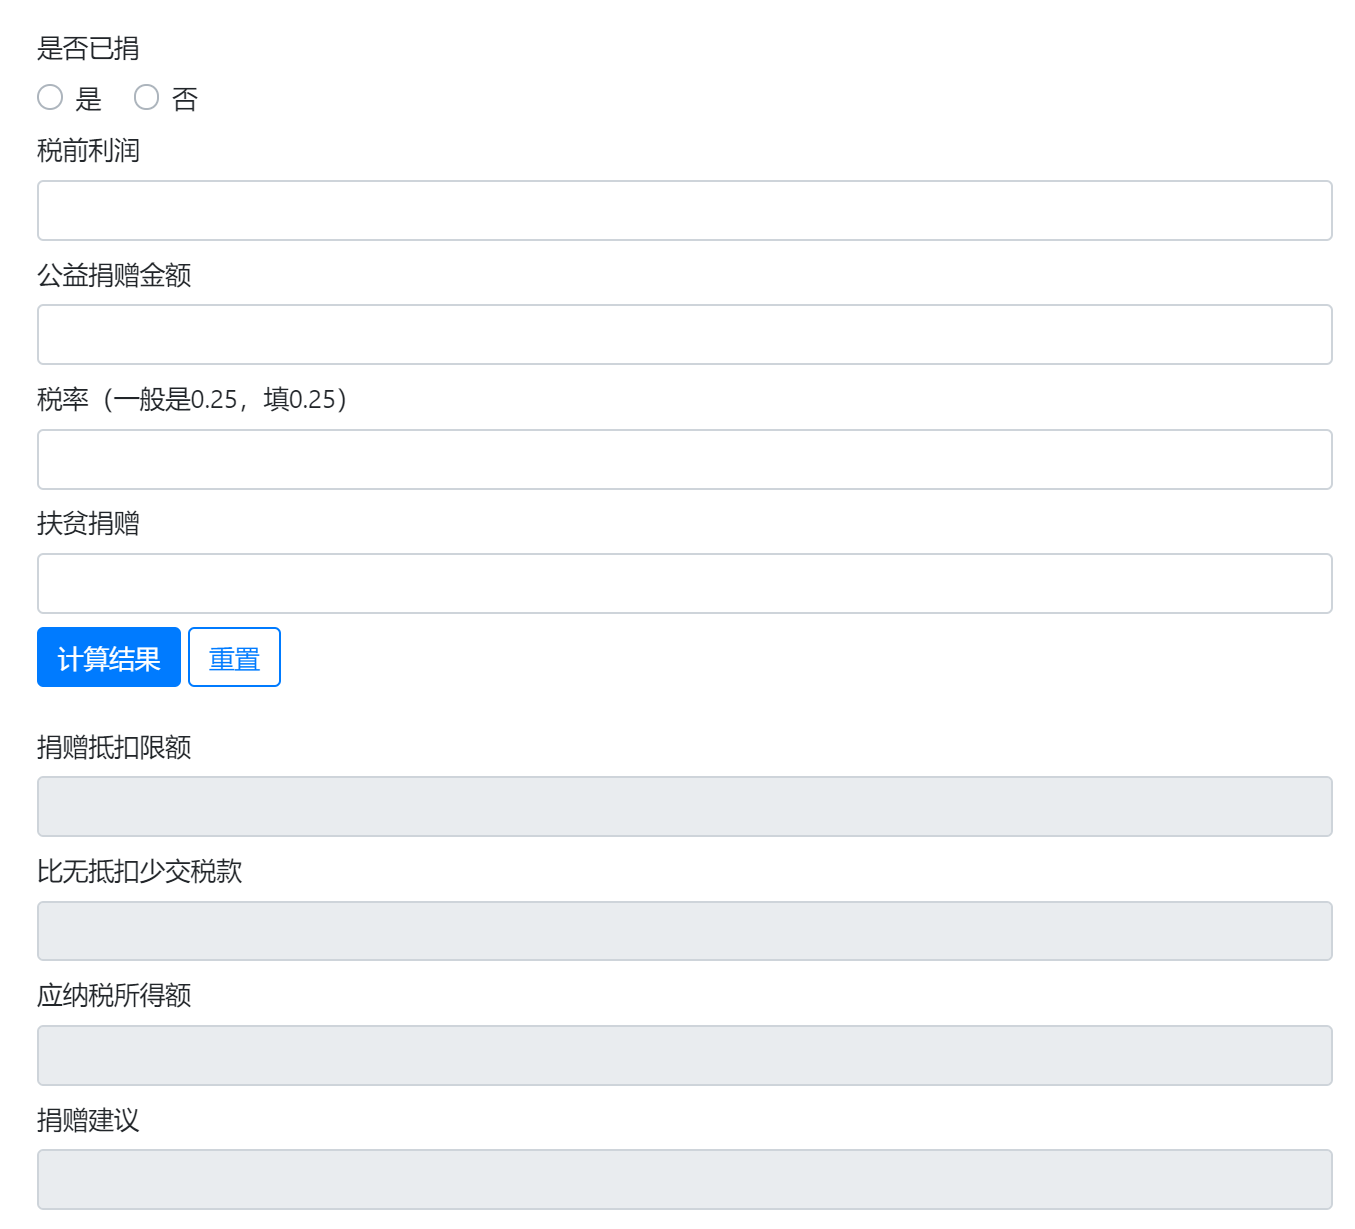 是否已捐
是 否
税前利润
公益捐赠金额
税率（一般是0.25，填0.25）
扶贫捐赠
计算结果 重置
捐赠抵扣限额
比无抵扣少交税款
应纳税所得额
捐赠建议